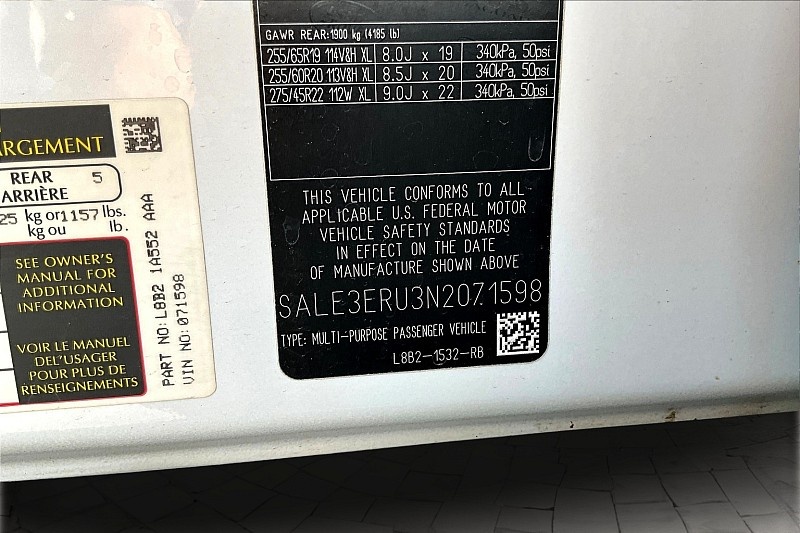 RGEMENT
REAR 5
ARRIÈRE
25 kg or 1157 lbs.
kg ou lb.
SEE OWNER'S
MANUAL FOR
ADDITIONAL
INFORMATION
VOIR LE MANUEL
DEL'USAGER
POUR PLUS DE
RENSEIGNEMENTS
PART NO: L8B2 1A552 AAA
VIN NO: 071598
GAWR REAR:1900 kg (4185 lb)
255/65R19 114V&H XL 8.0J x 19 340kPa, 50psi
255/60R20 113V&H XL 8.5J x 20 340kPa, 50psi
275/45R22 112W XL 9.0J x 22 340kPa, 50psi
THIS VEHICLE CONFORMS TO ALL
APPLICABLE U.S. FEDERAL MOTOR
VEHICLE SAFETY STANDARDS
IN EFFECT ON THE DATE
OF MANUFACTURE SHOWN ABOVE
SALE3ERU3N2071598
TYPE: MULTI-PURPOSE PASSENGER VEHICLE
L8B2-1532-RB